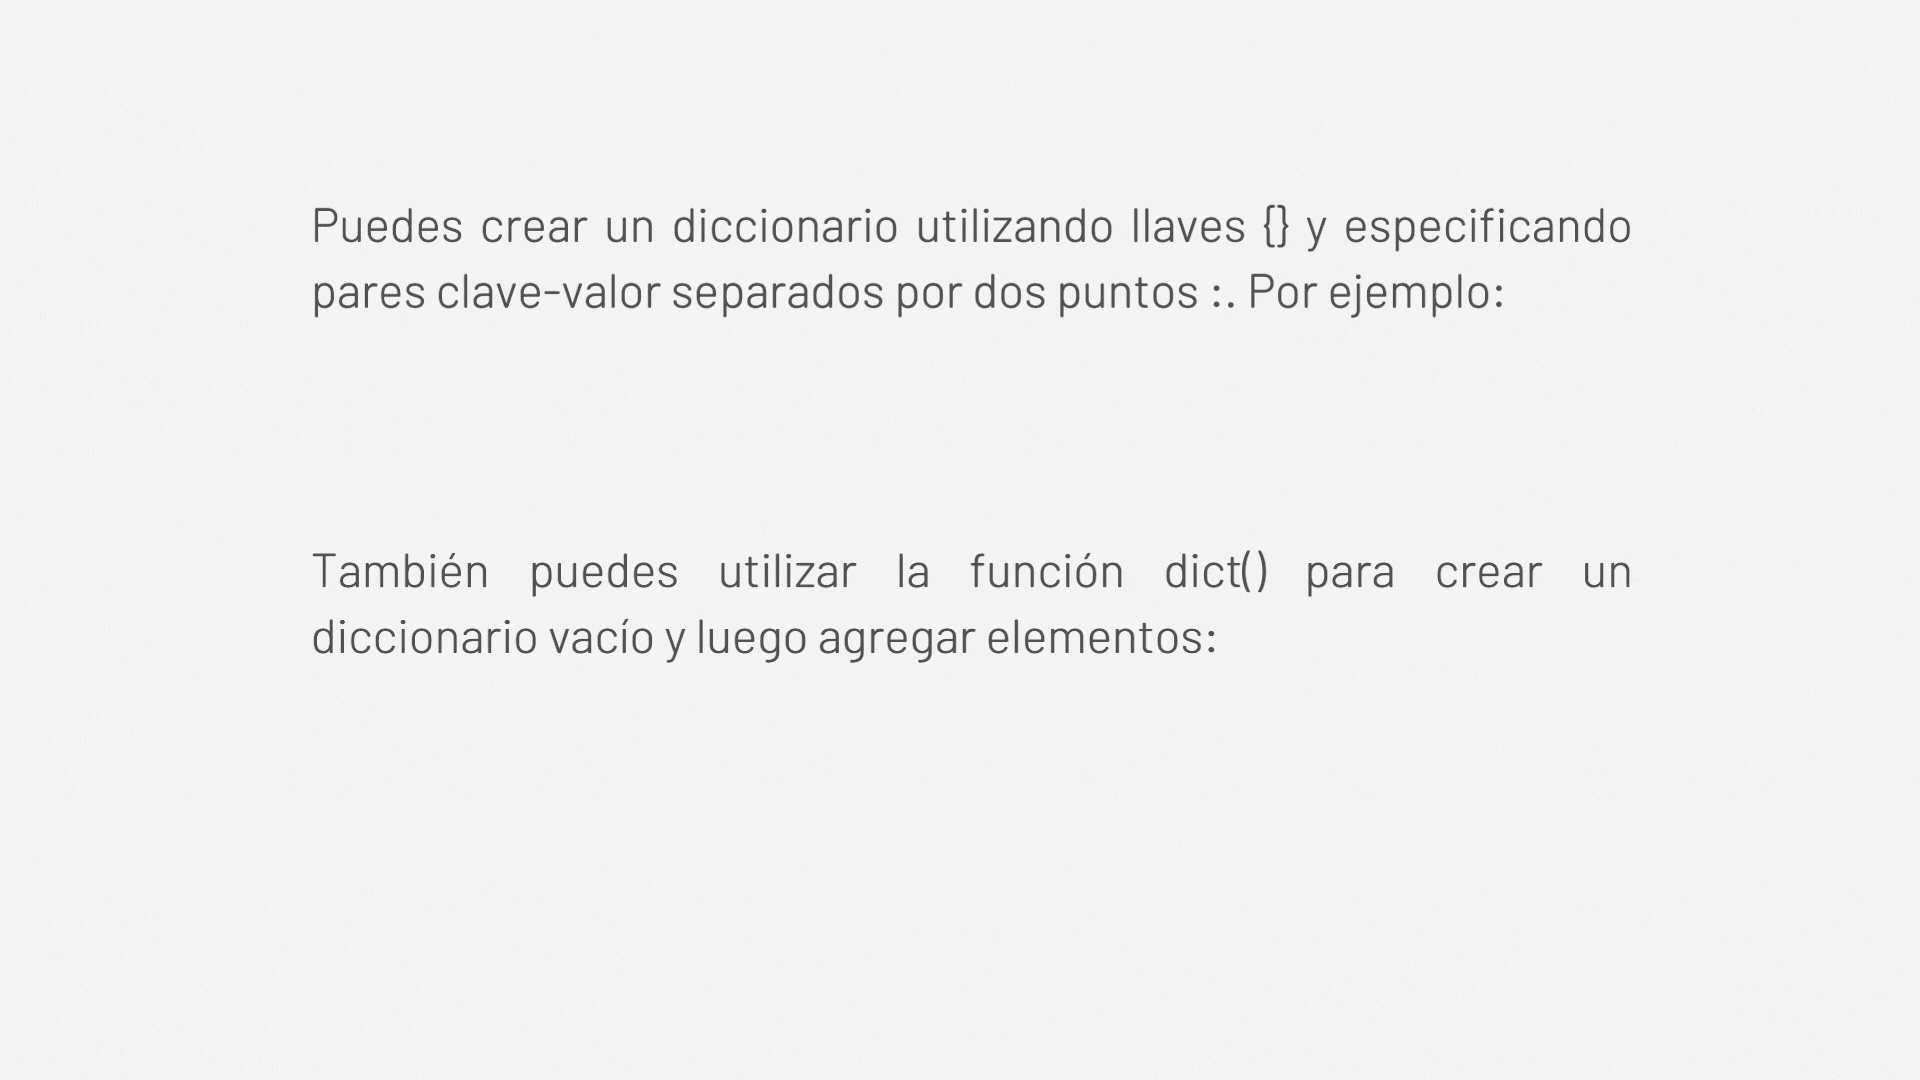 Puedes crear un diccionario utilizando llaves {} y especificando
pares clave-valor separados por dos puntos :. Por ejemplo:
También puedes utilizar la función dict() para crear un
diccionario vacío y luego agregar elementos: